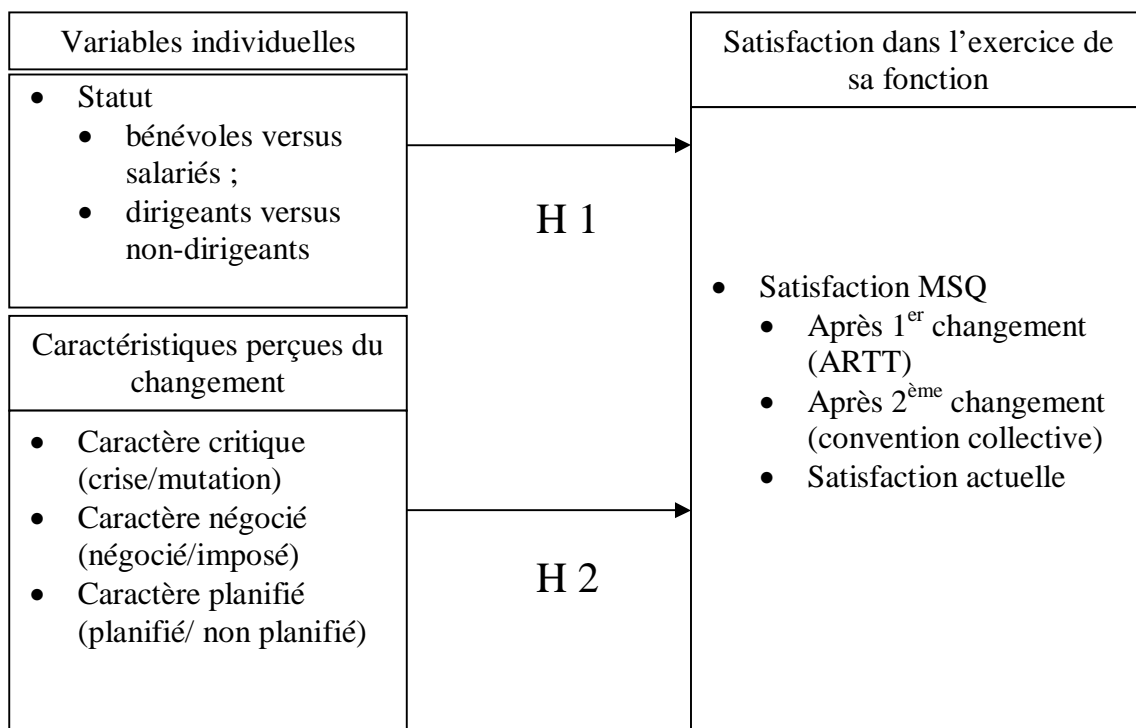 Variables individuelles
• Statut
• bénévoles versus
salariés ;
• dirigeants versus
non-dirigeants
Caractéristiques perçues du
changement
• Caractère critique
(crise/mutation)
• Caractère négocié
(négocié/imposé)
• Caractère planifié
(planifié/ non planifié)
H 1
H 2
Satisfaction dans l’exercice de
sa fonction
• Satisfaction MSQ
• Après 1er changement
(ARTT)
• Après 2ème changement
(convention collective)
• Satisfaction actuelle